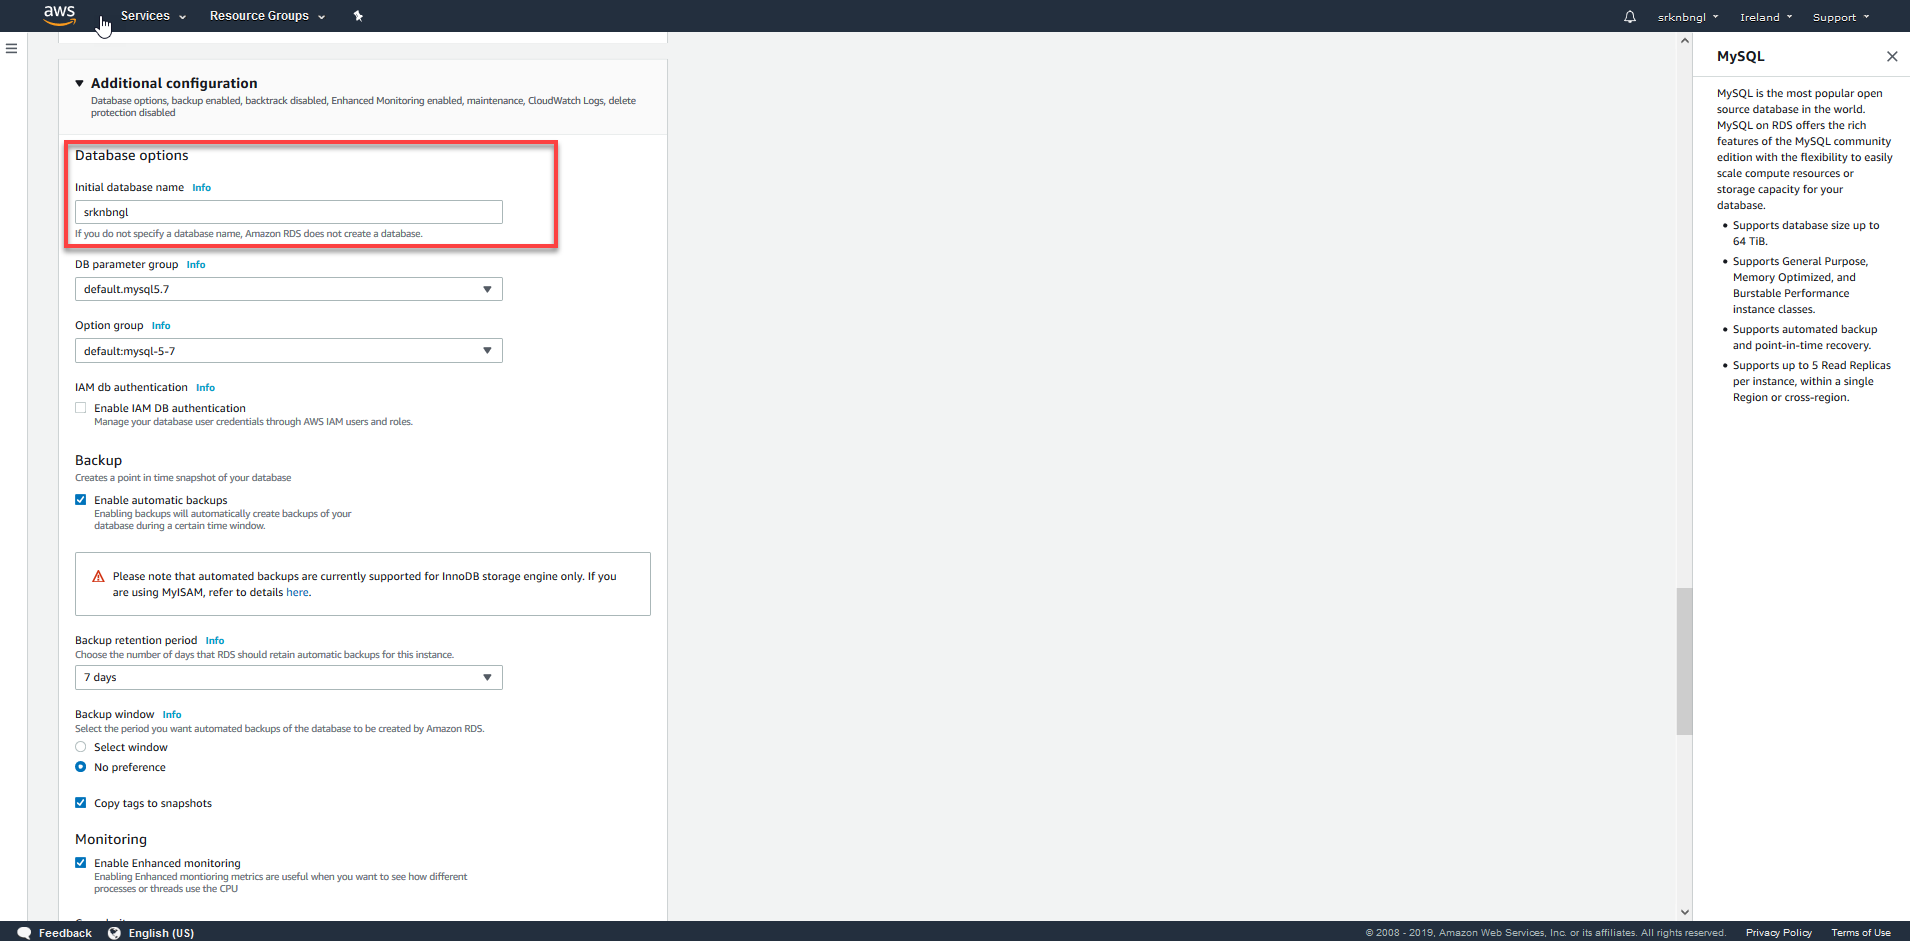 aws Services Resource Groups srknbngl Ireland Support
Additional configuration
Database options, backup enabled, backtrack disabled, Enhanced Monitoring enabled, maintenance, CloudWatch Logs, delete
protection disabled
Database options
Initial database name Info
srknbngl
If you do not specify a database name, Amazon RDS does not create a database.
DB parameter group Info
default.mysql5.7
Option group Info
default:mysql-5-7
IAM db authentication Info
Enable IAM DB authentication
Manage your database user credentials through AWS IAM users and roles.
Backup
Creates a point in time snapshot of your database
Enable automatic backups
Enabling backups will automatically create backups of your
database during a certain time window.
Please note that automated backups are currently supported for InnoDB storage engine only. If you
are using MyISAM, refer to details here.
Backup retention period Info
Choose the number of days that RDS should retain automatic backups for this instance.
7 days
Backup window Info
Select the period you want automated backups of the database to be created by Amazon RDS.
Select window
No preference
Copy tags to snapshots
Monitoring
Enable Enhanced monitoring
Enabling Enhanced montioring metrics are useful when you want to see how different
processes or threads use the CPU
MySQL
MySQL is the most popular open
source database in the world.
MySQL on RDS offers the rich
features of the MySQL community
edition with the flexibility to easily
scale compute resources or
storage capacity for your
database.
• Supports database size up to
64 TiB.
• Supports General Purpose,
Memory Optimized, and
Burstable Performance
instance classes.
• Supports automated backup
and point-in-time recovery.
• Supports up to 5 Read Replicas
per instance, within a single
Region or cross-region.
Feedback English (US) © 2008 - 2019, Amazon Web Services, Inc. or its affiliates. All rights reserved. Privacy Policy Terms of Use